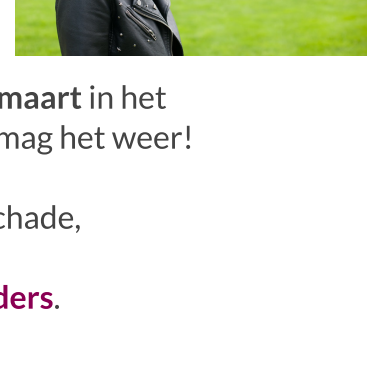 maart in het
mag het weer!
chade,
ders.